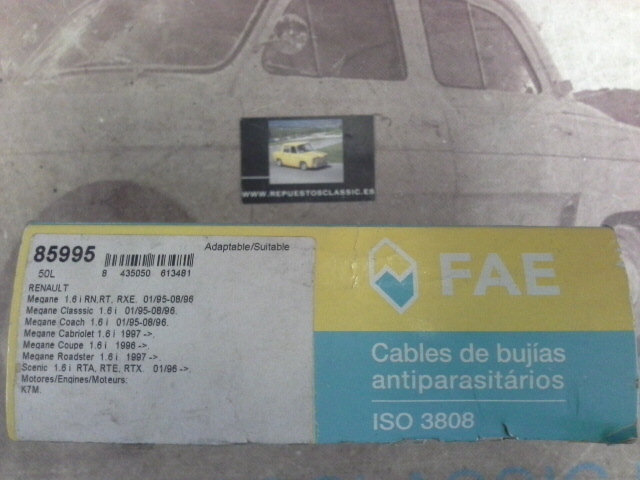 WWW.REPUESTOSCLASSIC.ES
85995
Adaptable/Suitable
50L
8 435050 613481
RENAULT
Megane 1.6 i RN,RT, RXE. 01/95-08/96
Megane Classsic 1.6 i 01/95-08/96.
Megane Coach 1.6 i 01/95-08/96.
Megane Cabriolet 1.6 i 1997 ->.
Megane Coupe 1.6 i 1996 ->.
Megane Roadster 1.6 i 1997 ->.
Scenic 1.6 i RTA, RTE, RTX. 01/96 ->.
Motores/Engines/Moteurs:
K7M.
FAE
Cables de bujías
antiparasitários
ISO 3808